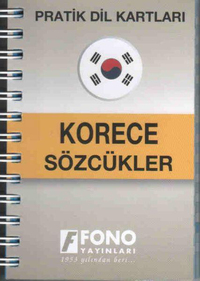 PRATİK DİL KARTLARI
KORECE
SÖZCÜKLER
FONO
YAYINLARI
1953 yılından beri...